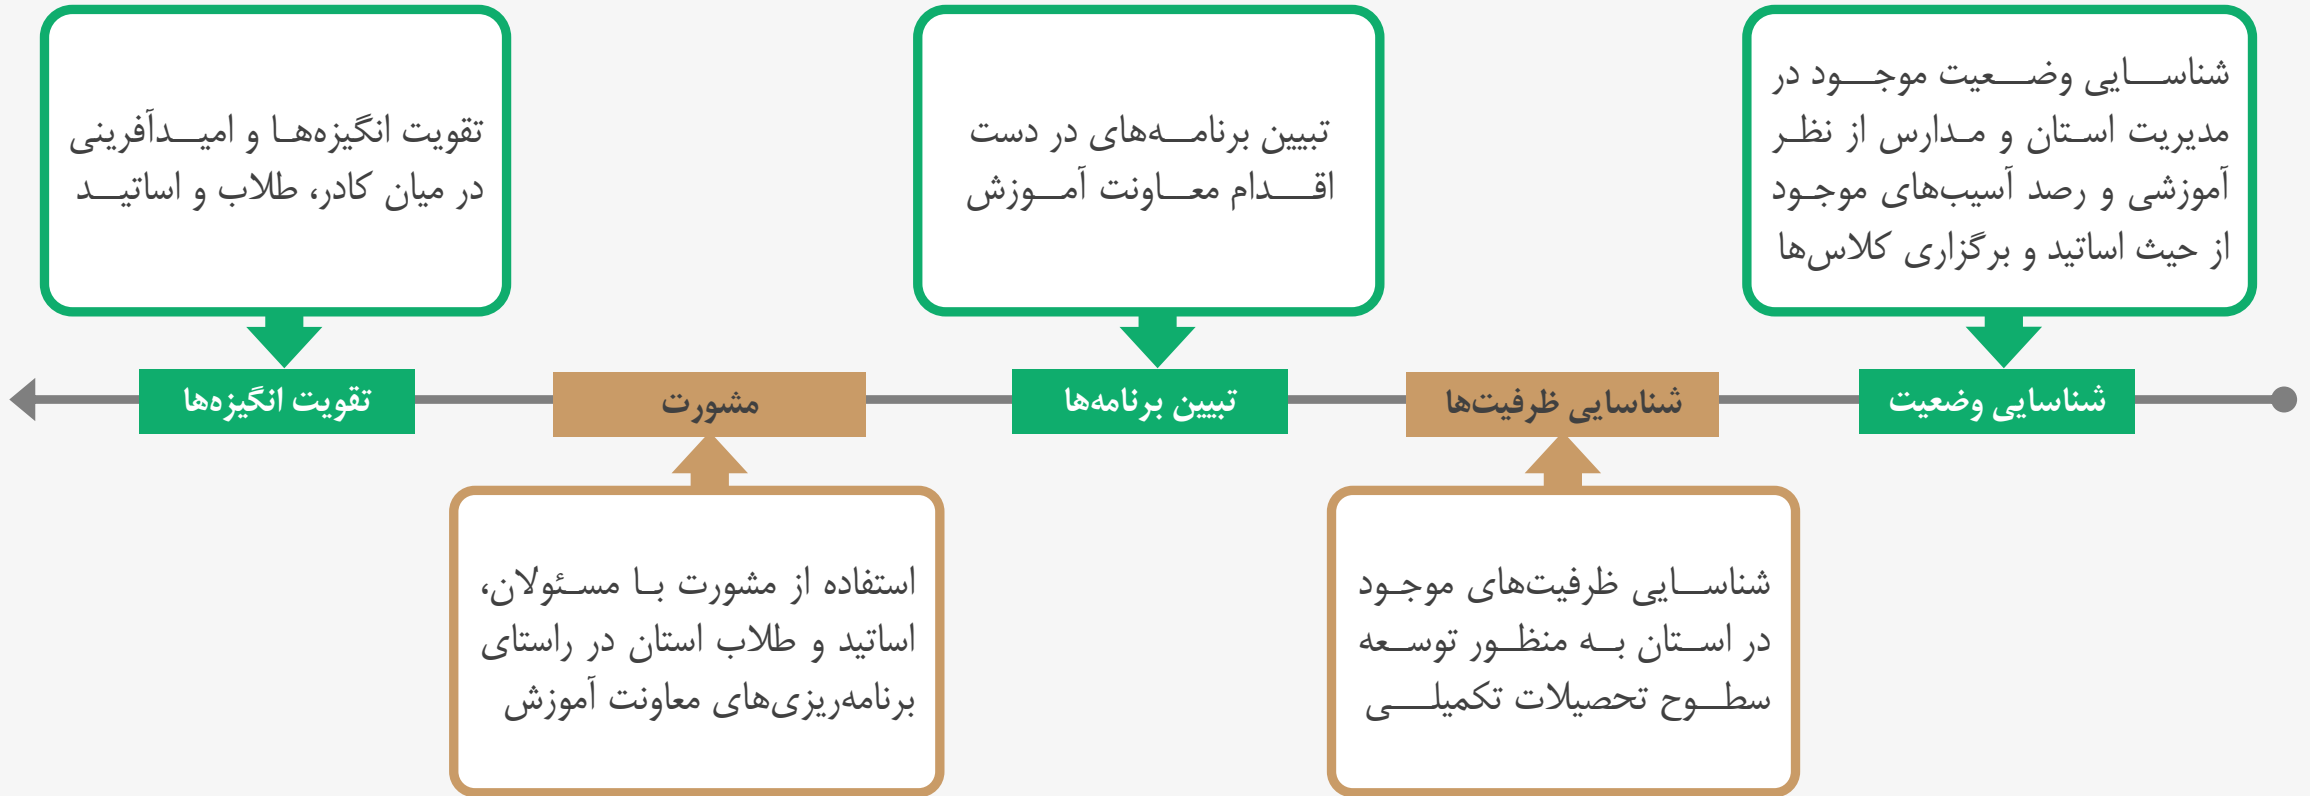 شناسایی وضعیت موجود در
مدیریت استان و مدارس از نظر
آموزشی و رصد آسیب‌های موجود
از حیث اساتید و برگزاری کلاس‌ها
شناسایی وضعیت
شناسایی ظرفیت‌ها
شناسایی ظرفیت‌های موجود
در استان به منظور توسعه
سطوح تحصیلات تکمیلی
تبیین برنامه‌های در دست
اقدام معاونت آموزش
تبیین برنامه‌ها
مشورت
استفاده از مشورت با مسئولان،
اساتید و طلاب استان در راستای
برنامه‌ریزی‌های معاونت آموزش
تقویت انگیزه‌ها و امیدآفرینی
در میان کادر، طلاب و اساتید
تقویت انگیزه‌ها